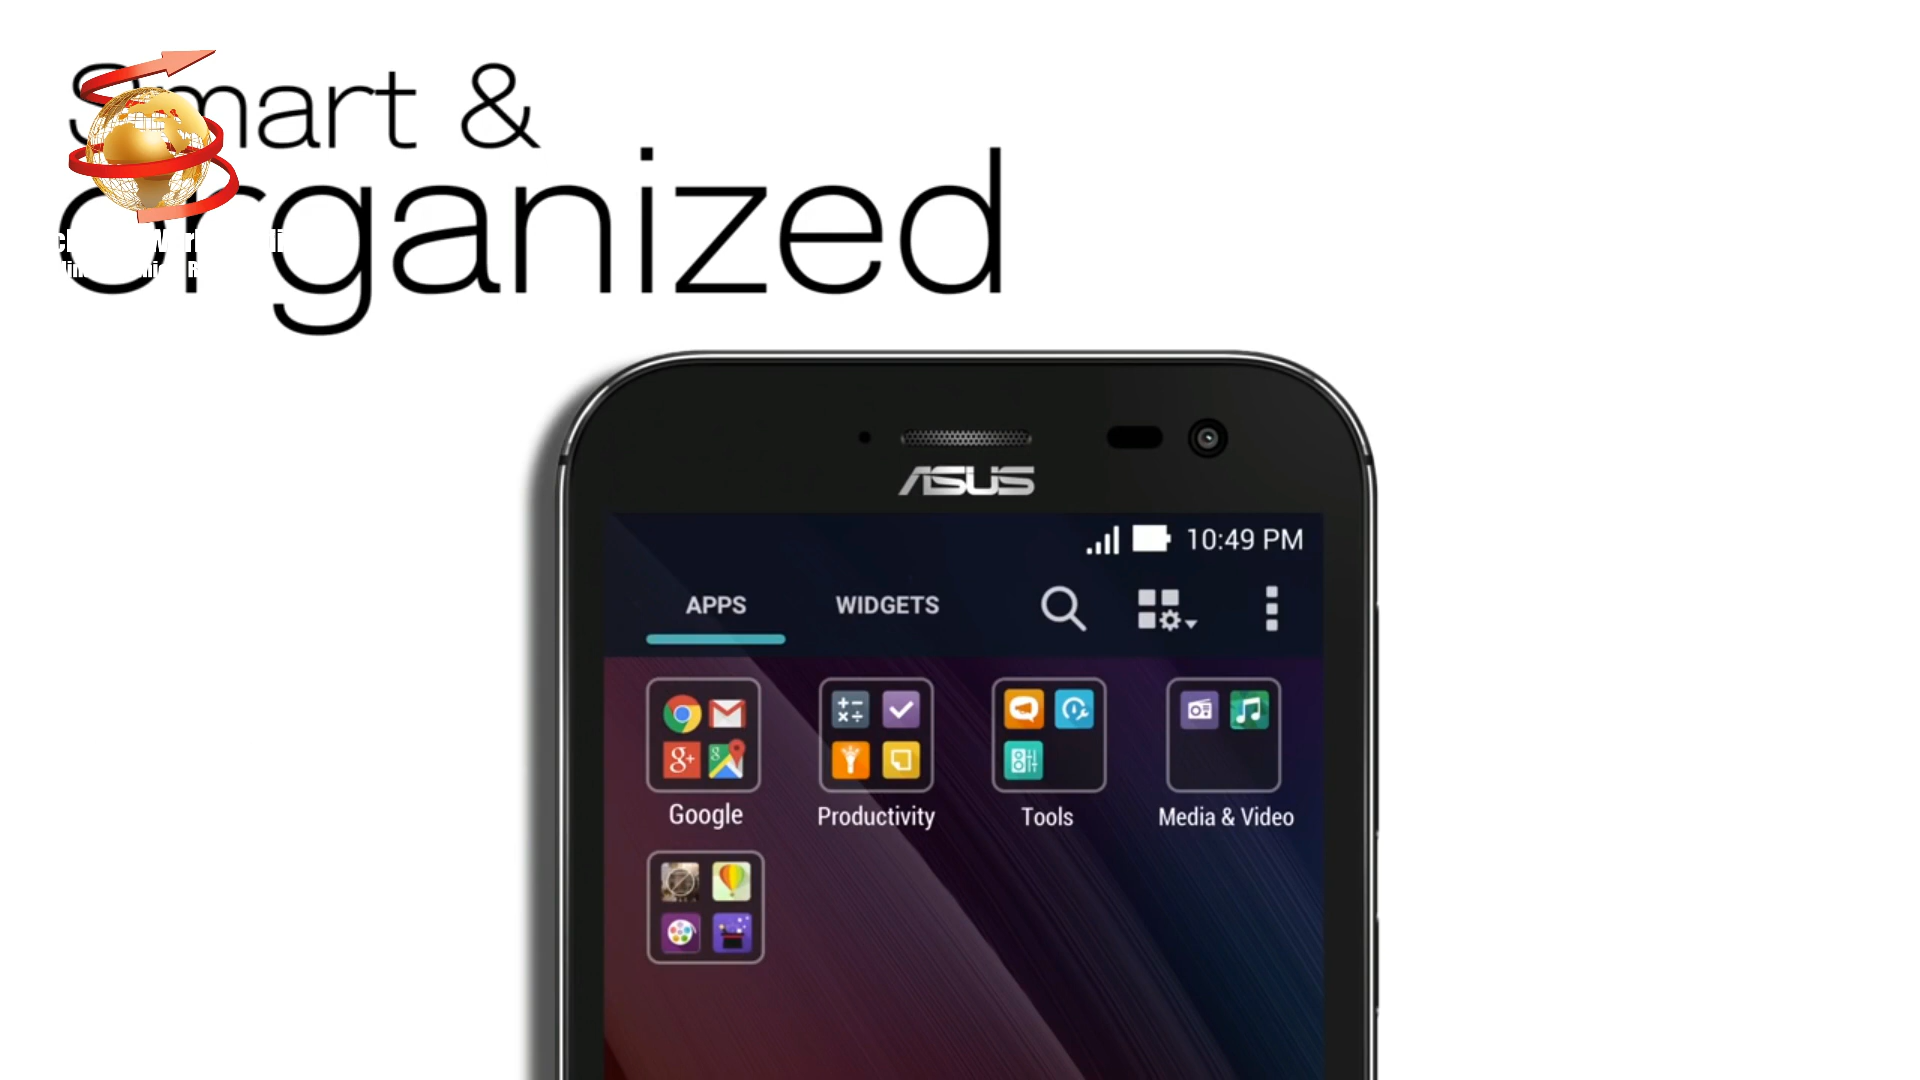 Smart &
organized
ASUS
10:49 PM
APPS WIDGETS
Google Productivity Tools Media & Video